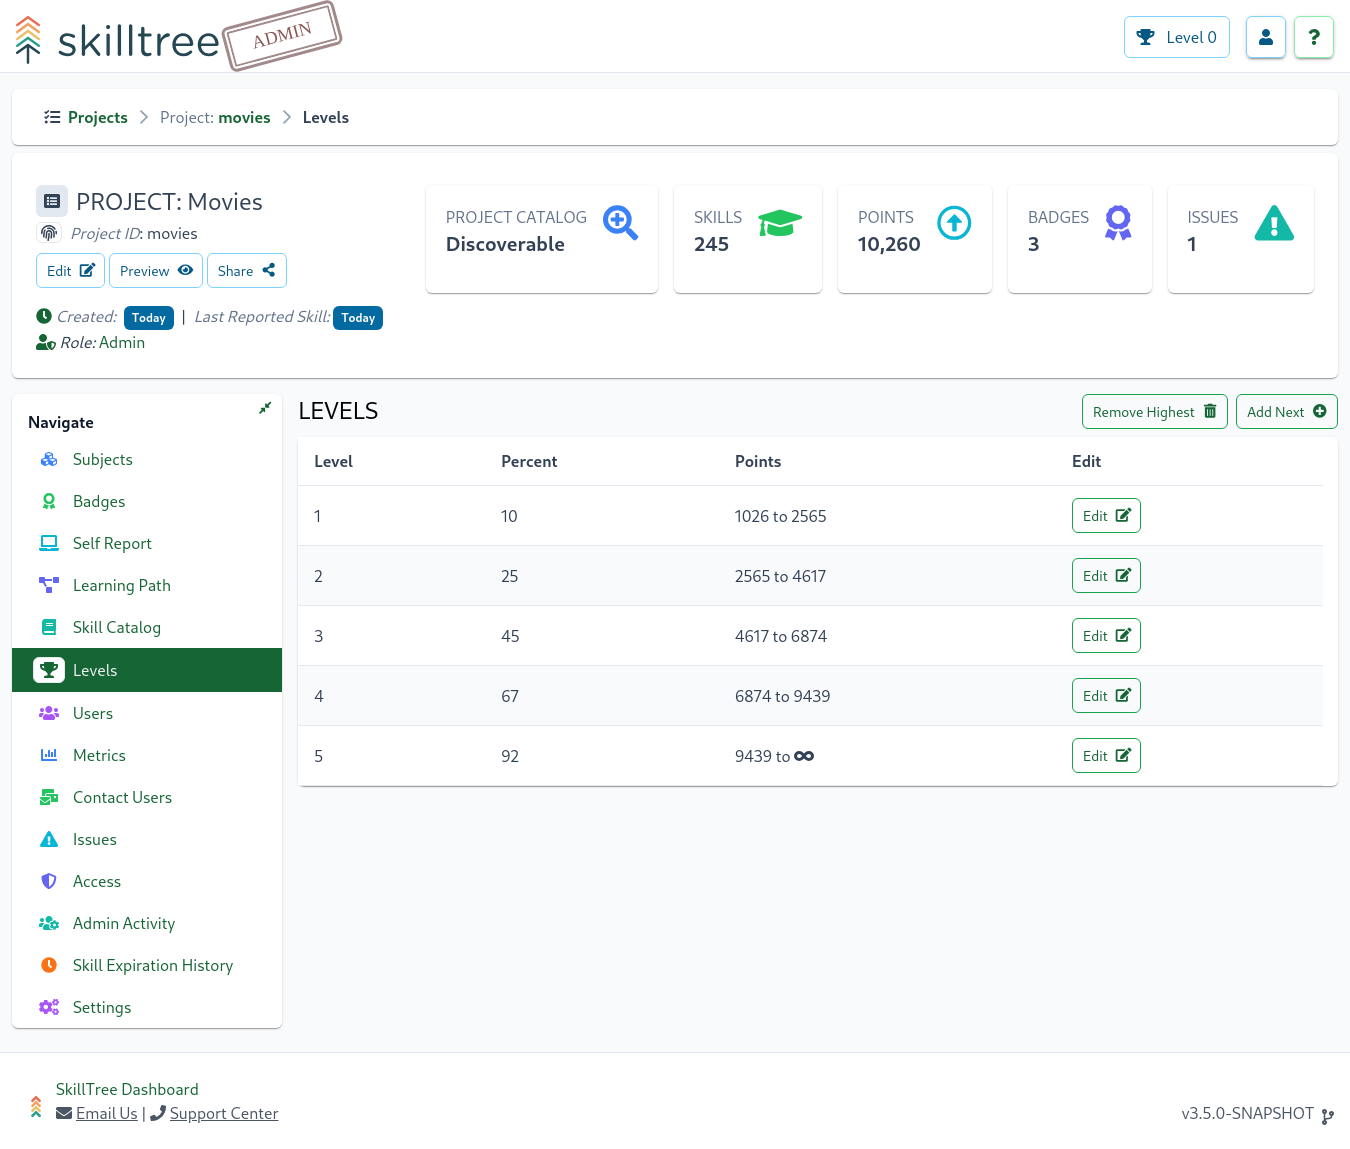 skilltree ADMIN
Level 0
Projects Project: movies Levels
PROJECT: Movies
Project ID: movies
Edit Preview Share
Created: Today | Last Reported Skill: Today
Role: Admin
PROJECT CATALOG
Discoverable
SKILLS
245
POINTS
10,260
BADGES
3
ISSUES
1
Navigate
Subjects
Badges
Self Report
Learning Path
Skill Catalog
Levels
Users
Metrics
Contact Users
Issues
Access
Admin Activity
Skill Expiration History
Settings
LEVELS
Remove Highest Add Next
Level Percent Points Edit
1 10 1026 to 2565 Edit
2 25 2565 to 4617 Edit
3 45 4617 to 6874 Edit
4 67 6874 to 9439 Edit
5 92 9439 to ∞ Edit
SkillTree Dashboard
Email Us | Support Center
v3.5.0-SNAPSHOT